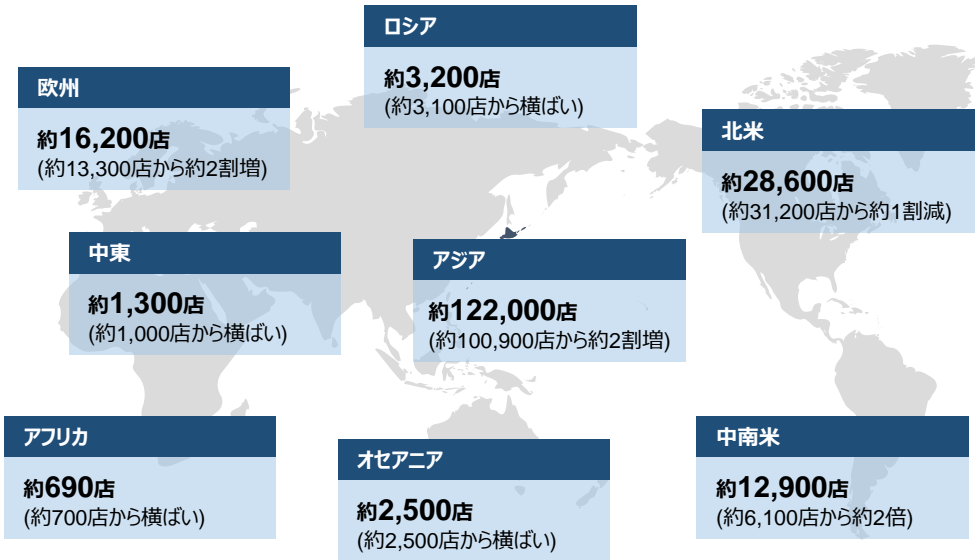 ロシア
約3,200店
(約3,100店から横ばい)
欧州
約16,200店
(約13,300店から約2割増)
北米
約28,600店
(約31,200店から約1割減)
中東
約1,300店
(約1,000店から横ばい)
アジア
約122,000店
(約100,900店から約2割増)
アフリカ
約690店
(約700店から横ばい)
オセアニア
約2,500店
(約2,500店から横ばい)
中南米
約12,900店
(約6,100店から約2倍)